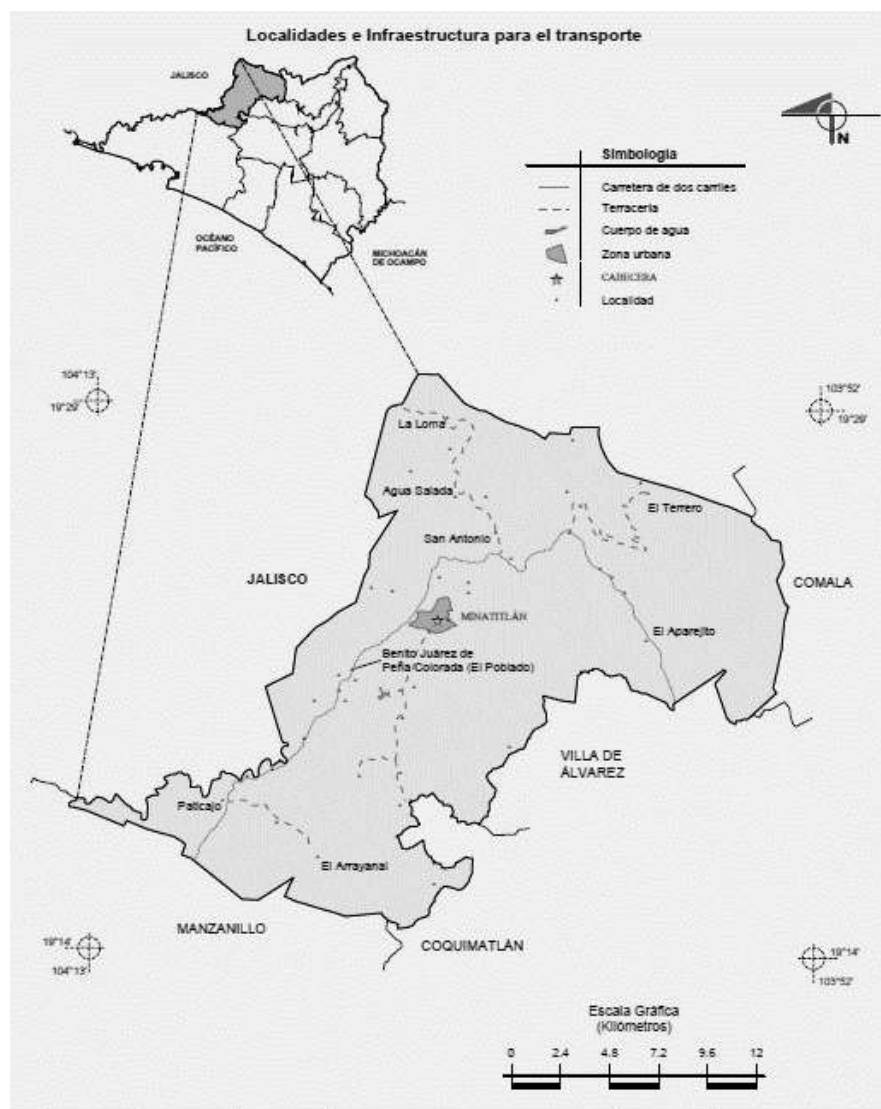 Localidades e Infraestructura para el transporte
JALISCO
OCÉANO
PACÍFICO
MICHOACÁN
DE OCAMPO
N
Simbología
Carretera de dos carriles
Terracería
Cuerpo de agua
Zona urbana
CABECERA
Localidad
104°13'
19°29'
103°52'
19°29'
La Loma
Agua Salada
El Terrero
San Antonio
JALISCO
COMALA
MINATITLÁN
El Aparejito
Benito Juárez de
Peña Colorada (El Poblado)
VILLA DE
ÁLVAREZ
Paticajo
El Arrayanal
MANZANILLO
COQUIMATLÁN
19°14'
104°13'
19°14'
103°52'
Escala Gráfica
(Kilómetros)
0 2.4 4.8 7.2 9.6 12